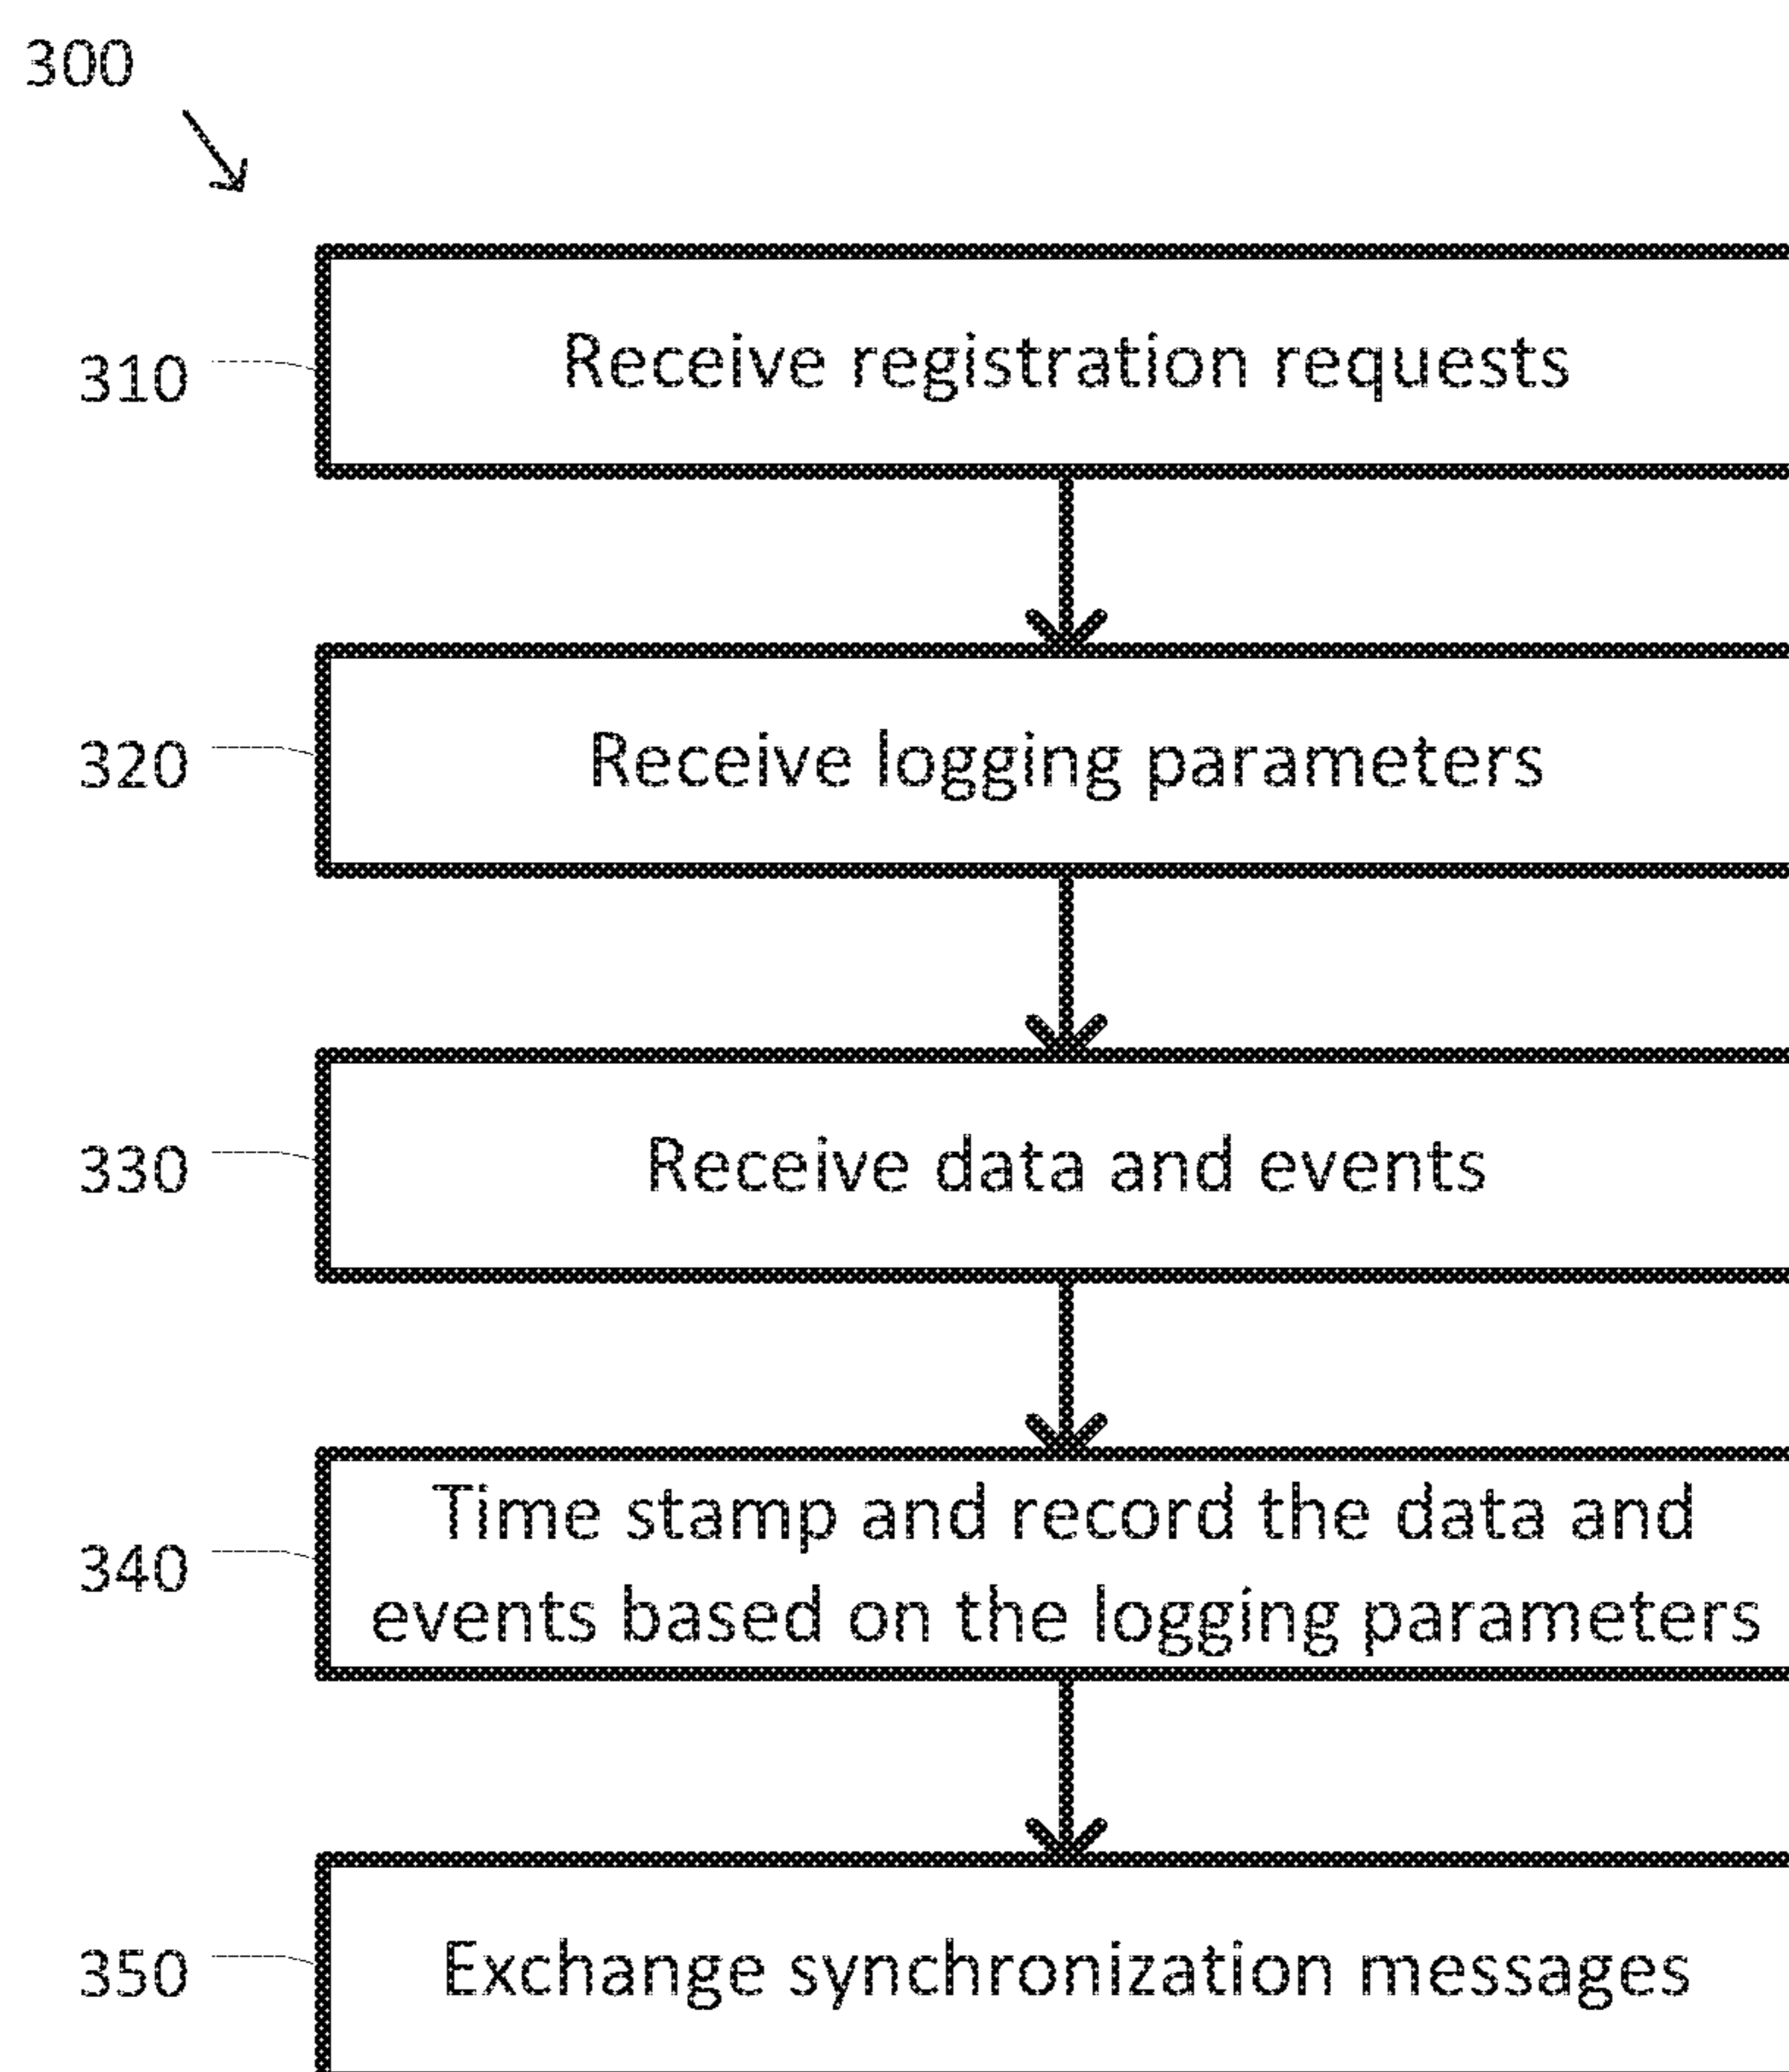 300
310
Receive registration requests
320
Receive logging parameters
330
Receive data and events
340
Time stamp and record the data and
events based on the logging parameters
350
Exchange synchronization messages